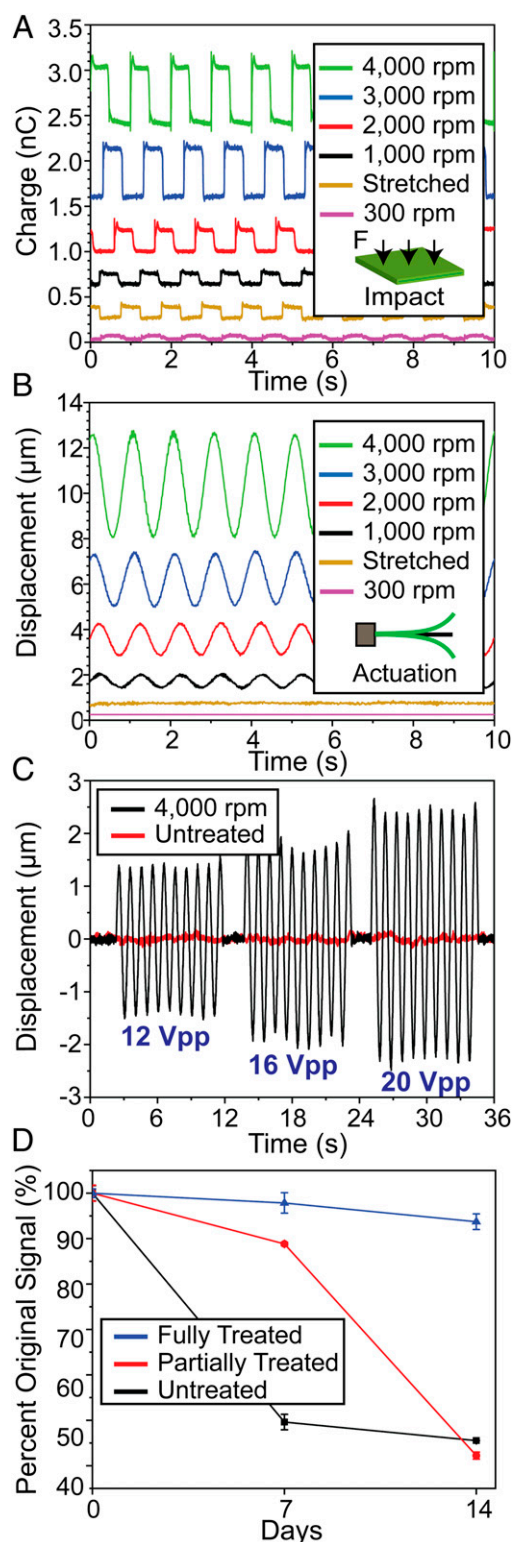 A
Charge (nC)
3.5
3.0
2.5
2.0
1.5
1.0
0.5
0
4,000 rpm
3,000 rpm
2,000 rpm
1,000 rpm
Stretched
300 rpm
F
Impact
0 2 4 6 8 10
Time (s)
B
Displacement (µm)
14
12
10
8
6
4
2
0
4,000 rpm
3,000 rpm
2,000 rpm
1,000 rpm
Stretched
300 rpm
Actuation
0 2 4 6 8 10
Time (s)
C
Displacement (µm)
3
2
1
0
-1
-2
-3
4,000 rpm
Untreated
12 Vpp
16 Vpp
20 Vpp
0 6 12 18 24 30 36
Time (s)
D
Percent Original Signal (%)
100
90
80
70
60
50
40
Fully Treated
Partially Treated
Untreated
0 7 14
Days